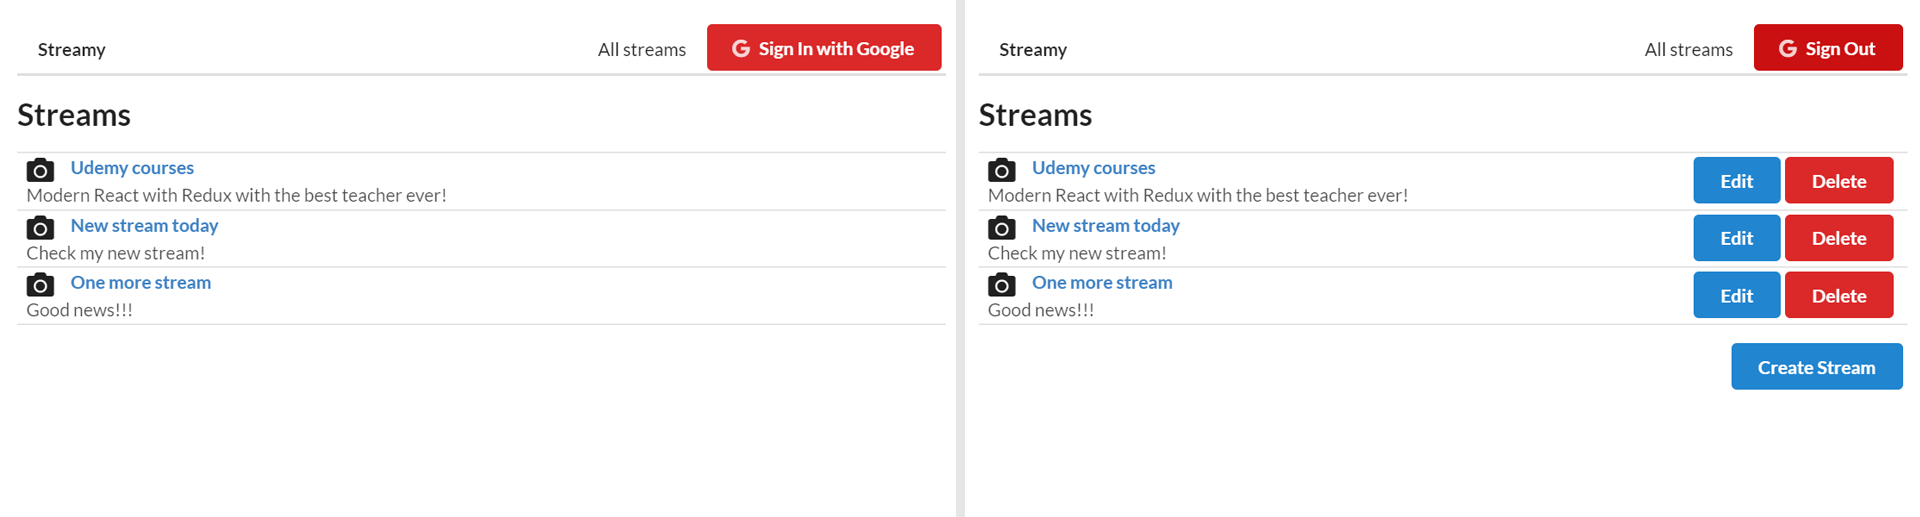 Streamy All streams Sign In with Google
Streams
Udemy courses
Modern React with Redux with the best teacher ever!
New stream today
Check my new stream!
One more stream
Good news!!!
Streamy All streams Sign Out
Streams
Udemy courses
Modern React with Redux with the best teacher ever!
Edit Delete
New stream today
Check my new stream!
Edit Delete
One more stream
Good news!!!
Edit Delete
Create Stream